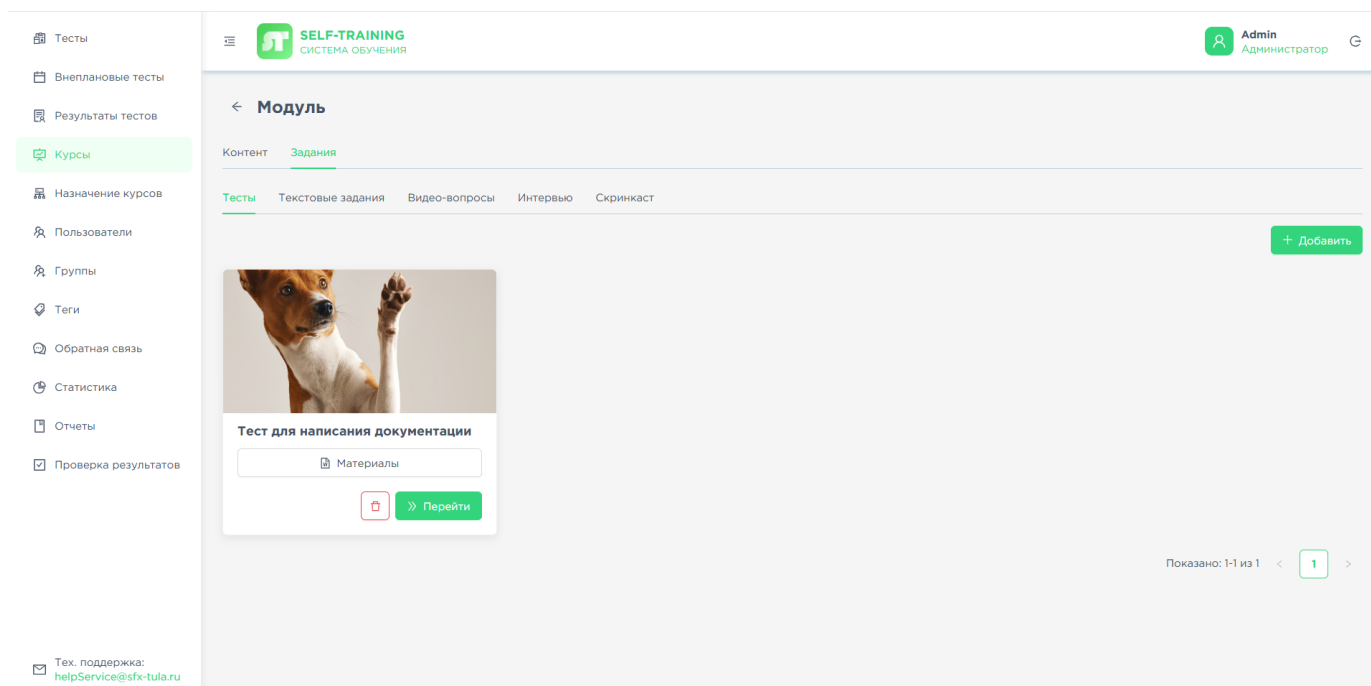 Тесты
Внеплановые тесты
Результаты тестов
Курсы
Назначение курсов
Пользователи
Группы
Теги
Обратная связь
Статистика
Отчеты
Проверка результатов
Тех. поддержка:
helpService@sfx-tula.ru
ST
SELF-TRAINING
СИСТЕМА ОБУЧЕНИЯ
Admin
Администратор
Модуль
Контент Задания
Тесты Текстовые задания Видео-вопросы Интервью Скринкаст
+ Добавить
Тест для написания документации
Материалы
Перейти
Показано: 1-1 из 1 < 1 >